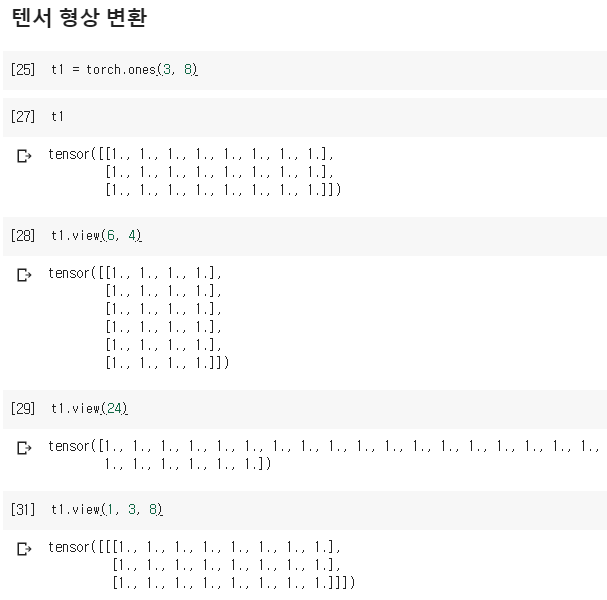 텐서 형상 변환
[25] t1 = torch.ones(3, 8)
[27] t1
tensor([[1., 1., 1., 1., 1., 1., 1., 1.],
[1., 1., 1., 1., 1., 1., 1., 1.],
[1., 1., 1., 1., 1., 1., 1., 1.]])
[28] t1.view(6, 4)
tensor([[1., 1., 1., 1.],
[1., 1., 1., 1.],
[1., 1., 1., 1.],
[1., 1., 1., 1.],
[1., 1., 1., 1.],
[1., 1., 1., 1.]])
[29] t1.view(24)
tensor([1., 1., 1., 1., 1., 1., 1., 1., 1., 1., 1., 1., 1., 1., 1., 1., 1., 1.,
1., 1., 1., 1., 1., 1.])
[31] t1.view(1, 3, 8)
tensor([[[1., 1., 1., 1., 1., 1., 1., 1.],
[1., 1., 1., 1., 1., 1., 1., 1.],
[1., 1., 1., 1., 1., 1., 1., 1.]]])